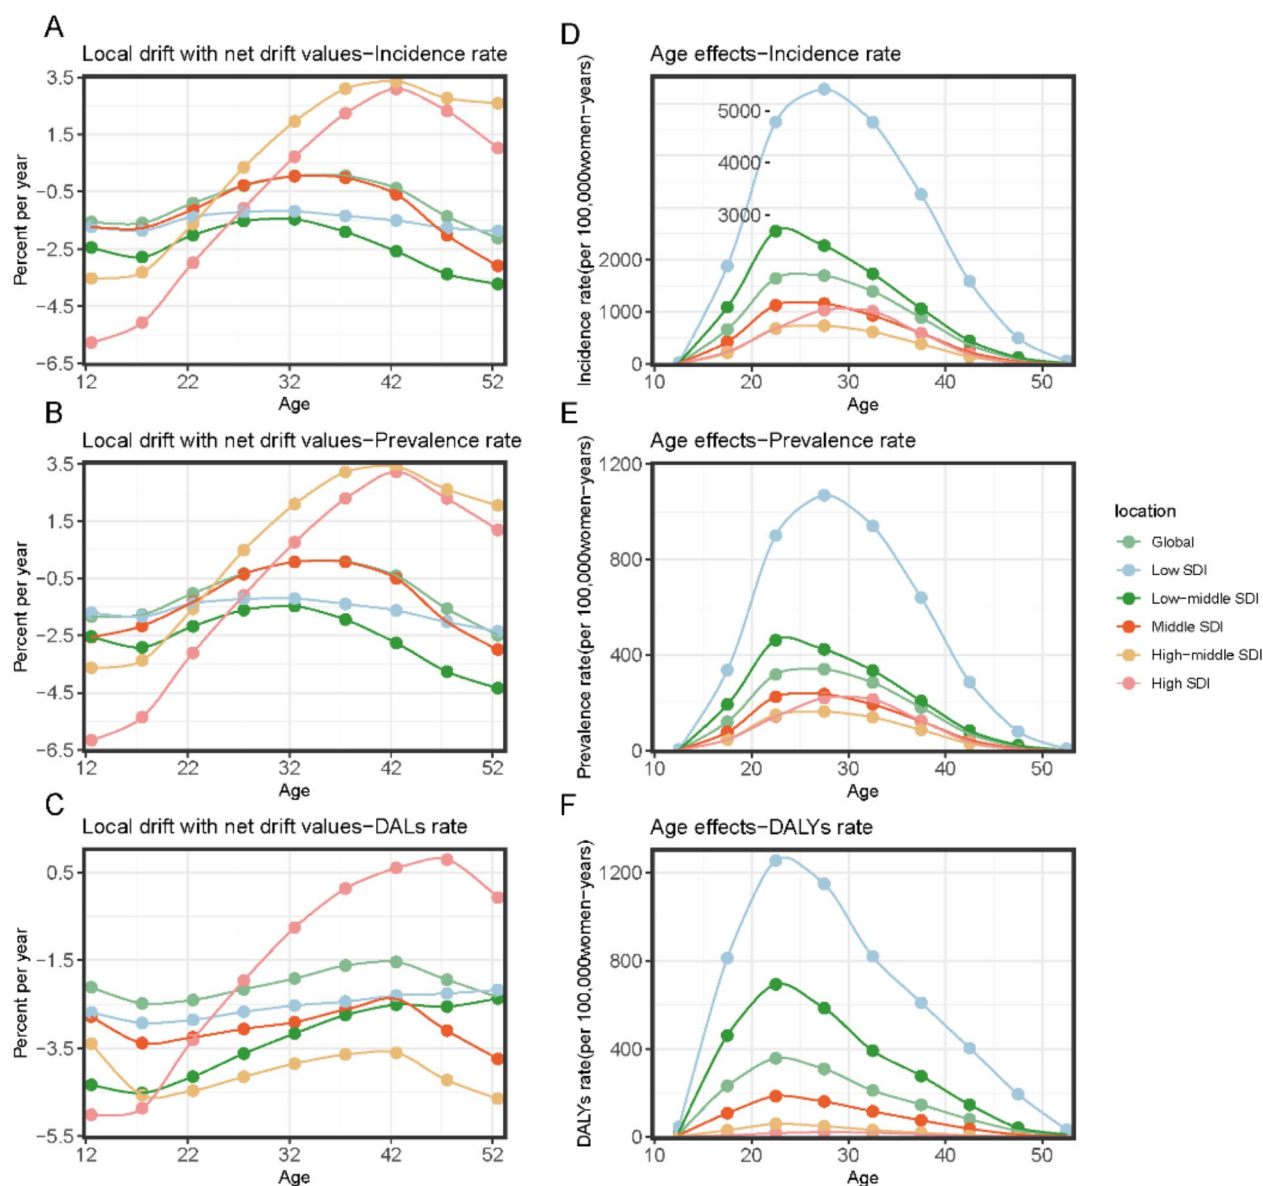 A
Local drift with net drift values−Incidence rate
Percent per year
3.5
1.5
−0.5
−2.5
−4.5
−6.5
12 22 32 42 52
Age
D
Age effects−Incidence rate
Incidence rate(per 100,000women−years)
5000
4000
3000
2000
1000
0
10 20 30 40 50
Age
B
Local drift with net drift values−Prevalence rate
Percent per year
3.5
1.5
−0.5
−2.5
−4.5
−6.5
12 22 32 42 52
Age
E
Age effects−Prevalence rate
Prevalence rate(per 100,000women−years)
1200
800
400
0
10 20 30 40 50
Age
location
Global
Low SDI
Low−middle SDI
Middle SDI
High−middle SDI
High SDI
C
Local drift with net drift values−DALs rate
Percent per year
0.5
−1.5
−3.5
−5.5
12 22 32 42 52
Age
F
Age effects−DALYs rate
DALYs rate(per 100,000women−years)
1200
800
400
0
10 20 30 40 50
Age